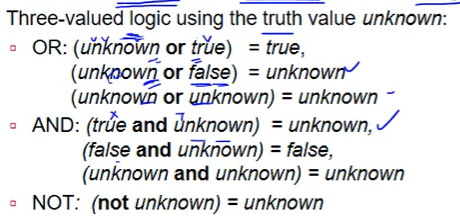 Three-valued logic using the truth value unknown:
OR: (unknown or true) = true,
(unknown or false) = unknown
(unknown or unknown) = unknown
AND: (true and unknown) = unknown,
(false and unknown) = false,
(unknown and unknown) = unknown
NOT: (not unknown) = unknown